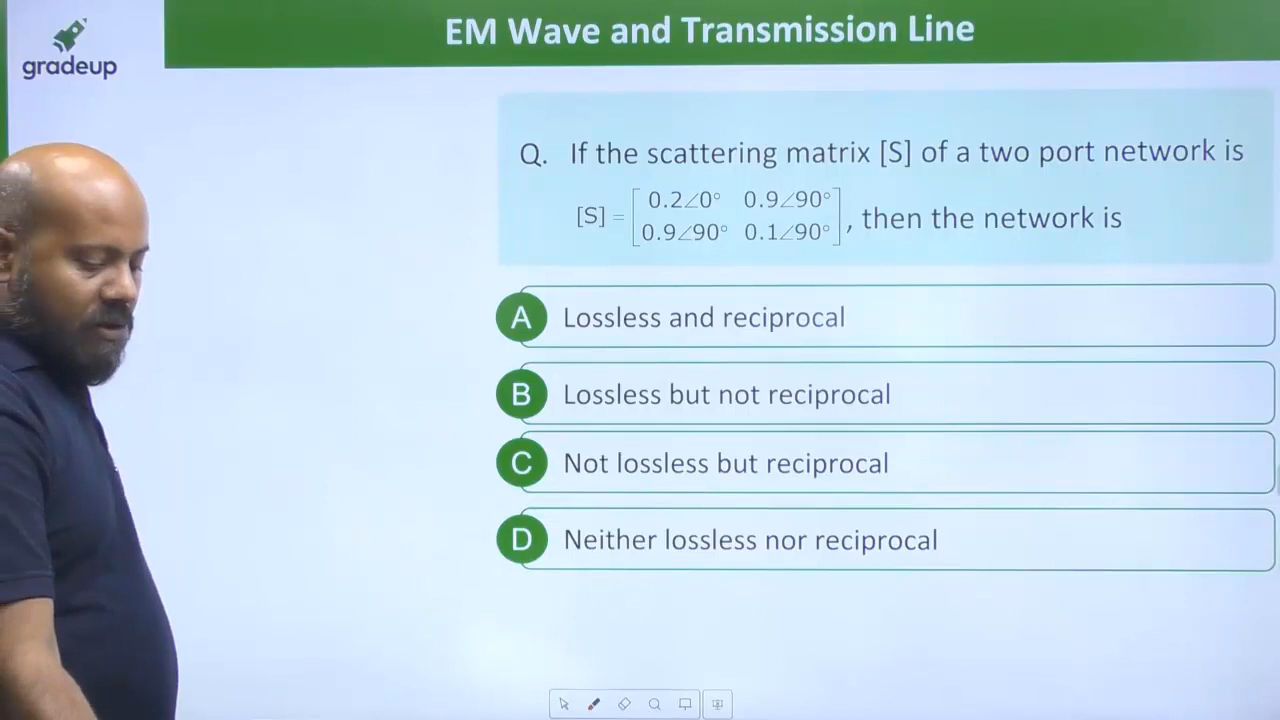 EM Wave and Transmission Line
gradeup
Q. If the scattering matrix [S] of a two port network is
[S] = [0.2∠0° 0.9∠90°
0.9∠90° 0.1∠90°], then the network is
A Lossless and reciprocal
B Lossless but not reciprocal
C Not lossless but reciprocal
D Neither lossless nor reciprocal